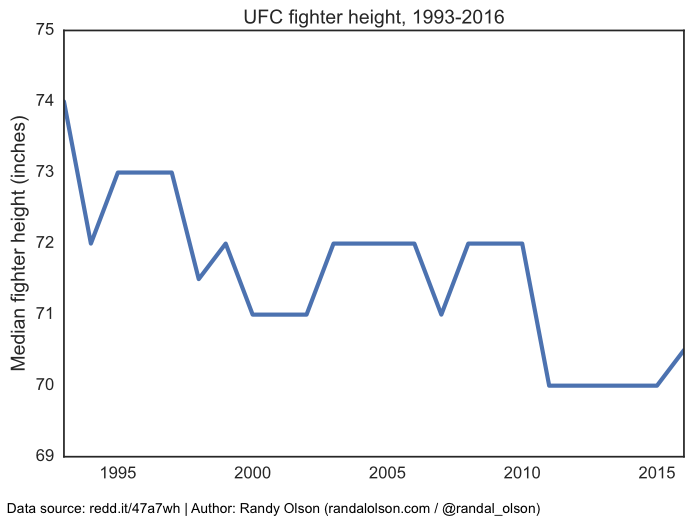 UFC fighter height, 1993-2016
75
74
73
72
71
70
69
Median fighter height (inches)
1995 2000 2005 2010 2015
Data source: redd.it/47a7wh | Author: Randy Olson (randalolson.com / @randal_olson)